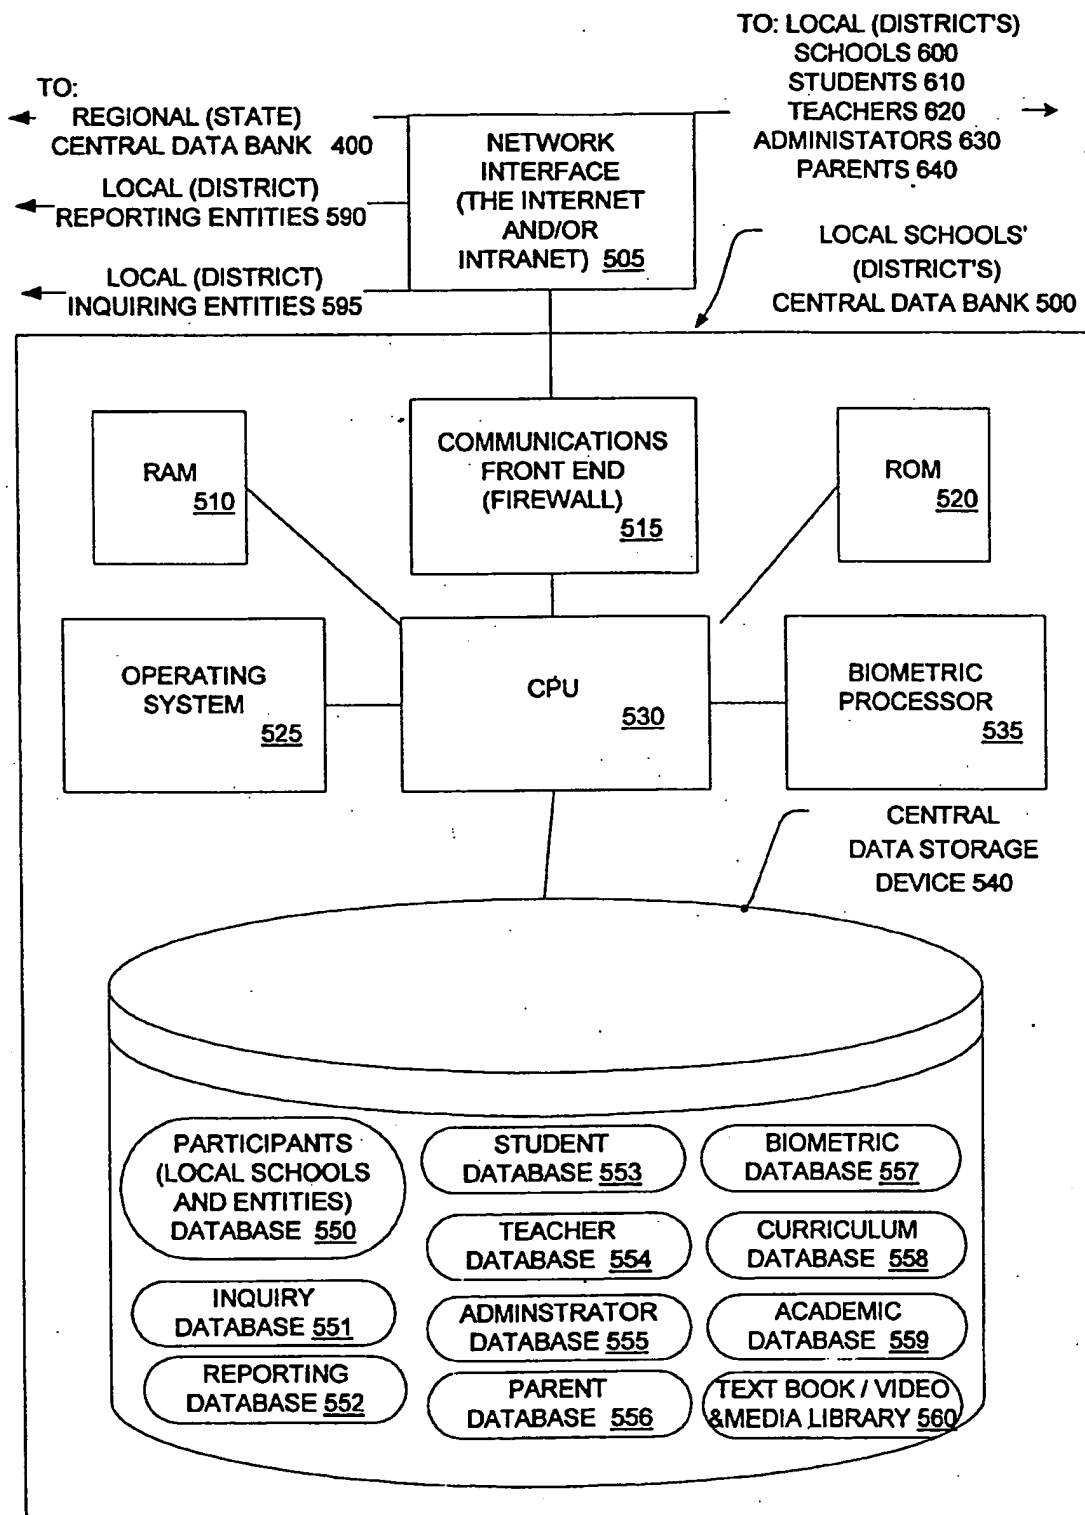 TO: LOCAL (DISTRICT'S)
SCHOOLS 600
STUDENTS 610
TEACHERS 620
ADMINISTATORS 630
PARENTS 640
TO:
REGIONAL (STATE)
CENTRAL DATA BANK 400
LOCAL (DISTRICT)
REPORTING ENTITIES 590
LOCAL (DISTRICT)
INQUIRING ENTITIES 595
NETWORK
INTERFACE
(THE INTERNET
AND/OR
INTRANET) 505
LOCAL SCHOOLS'
(DISTRICT'S)
CENTRAL DATA BANK 500
RAM
510
COMMUNICATIONS
FRONT END
(FIREWALL)
515
ROM
520
OPERATING
SYSTEM
525
CPU
530
BIOMETRIC
PROCESSOR
535
CENTRAL
DATA STORAGE
DEVICE 540
PARTICIPANTS
(LOCAL SCHOOLS
AND ENTITIES)
DATABASE 550
INQUIRY
DATABASE 551
REPORTING
DATABASE 552
STUDENT
DATABASE 553
TEACHER
DATABASE 554
ADMINSTRATOR
DATABASE 555
PARENT
DATABASE 556
BIOMETRIC
DATABASE 557
CURRICULUM
DATABASE 558
ACADEMIC
DATABASE 559
TEXT BOOK / VIDEO
&MEDIA LIBRARY 560